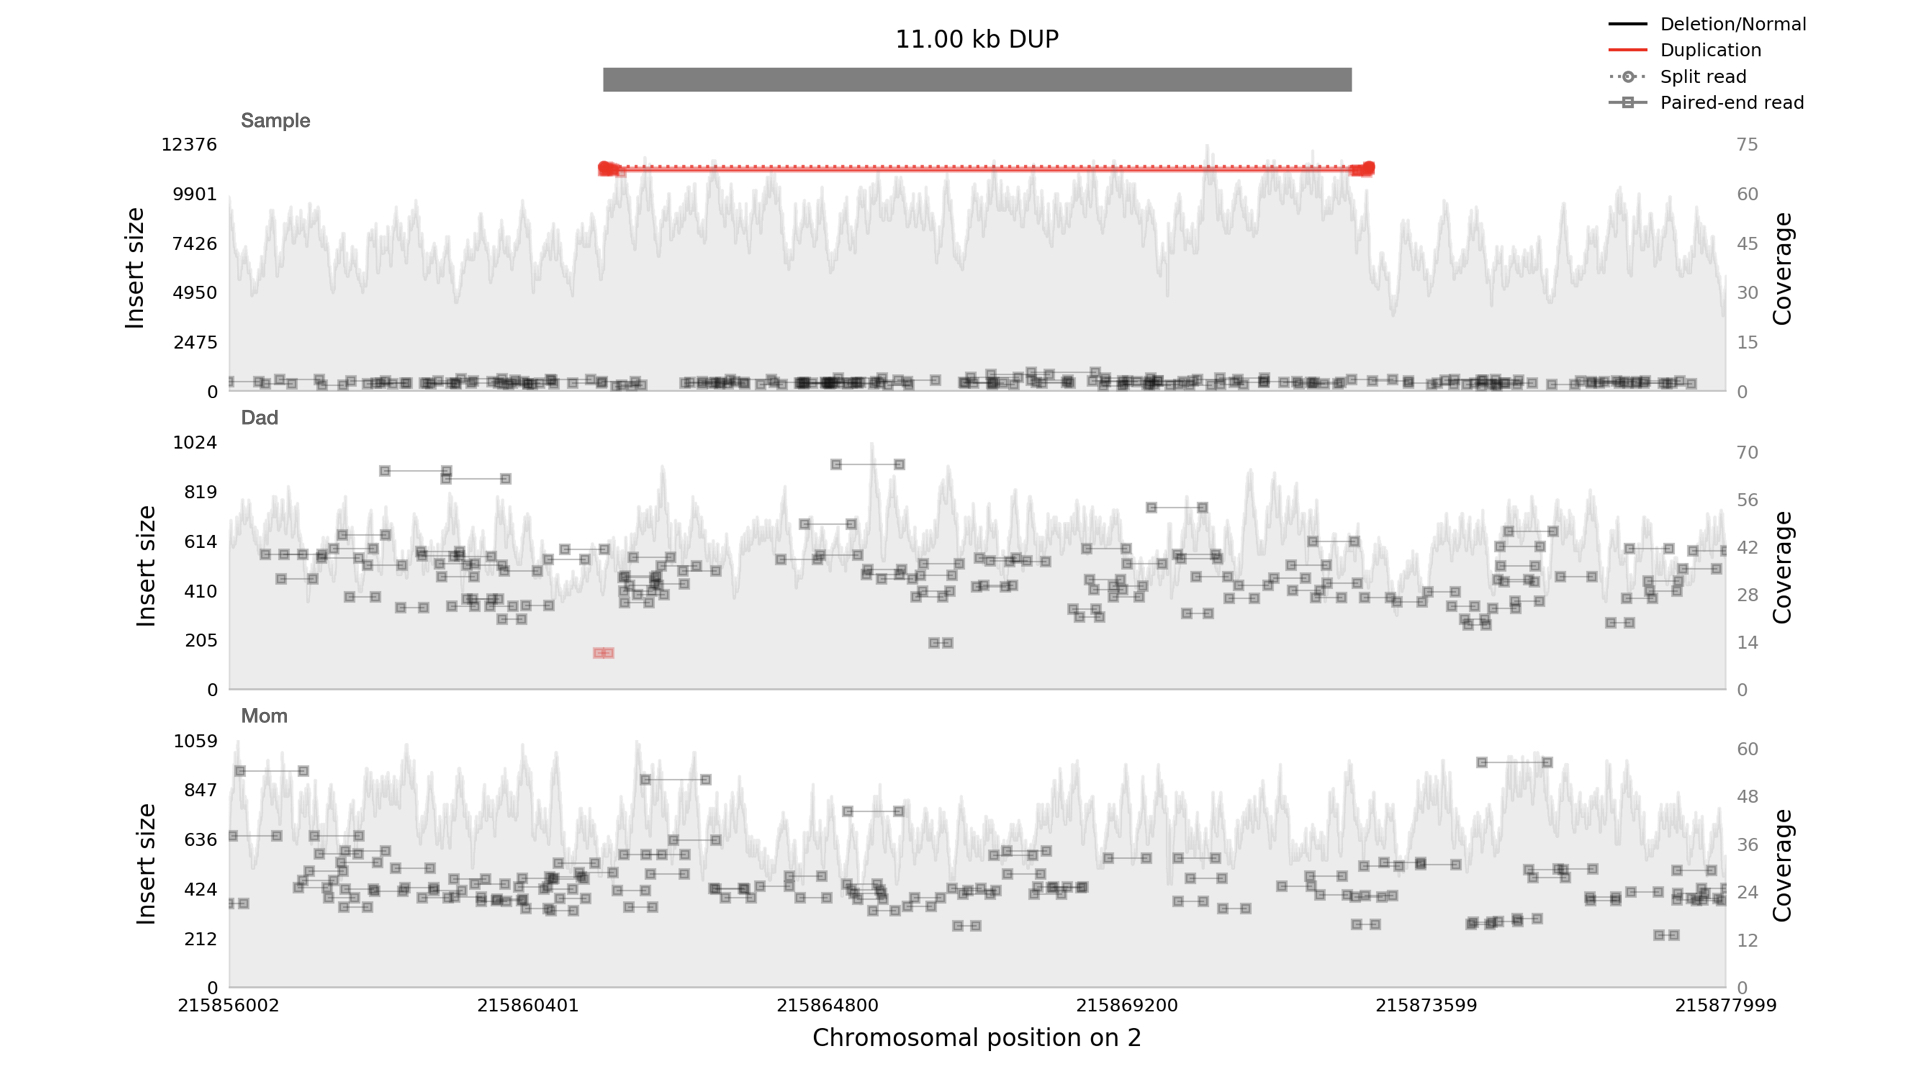 11.00 kb DUP
Deletion/Normal
Duplication
Split read
Paired-end read
Sample
12376
9901
7426
4950
2475
0
Insert size
75
60
45
30
15
0
Coverage
Dad
1024
819
614
410
205
0
Insert size
70
56
42
28
14
0
Coverage
Mom
1059
847
636
424
212
0
Insert size
60
48
36
24
12
0
Coverage
215856002 215860401 215864800 215869200 215873599 215877999
Chromosomal position on 2